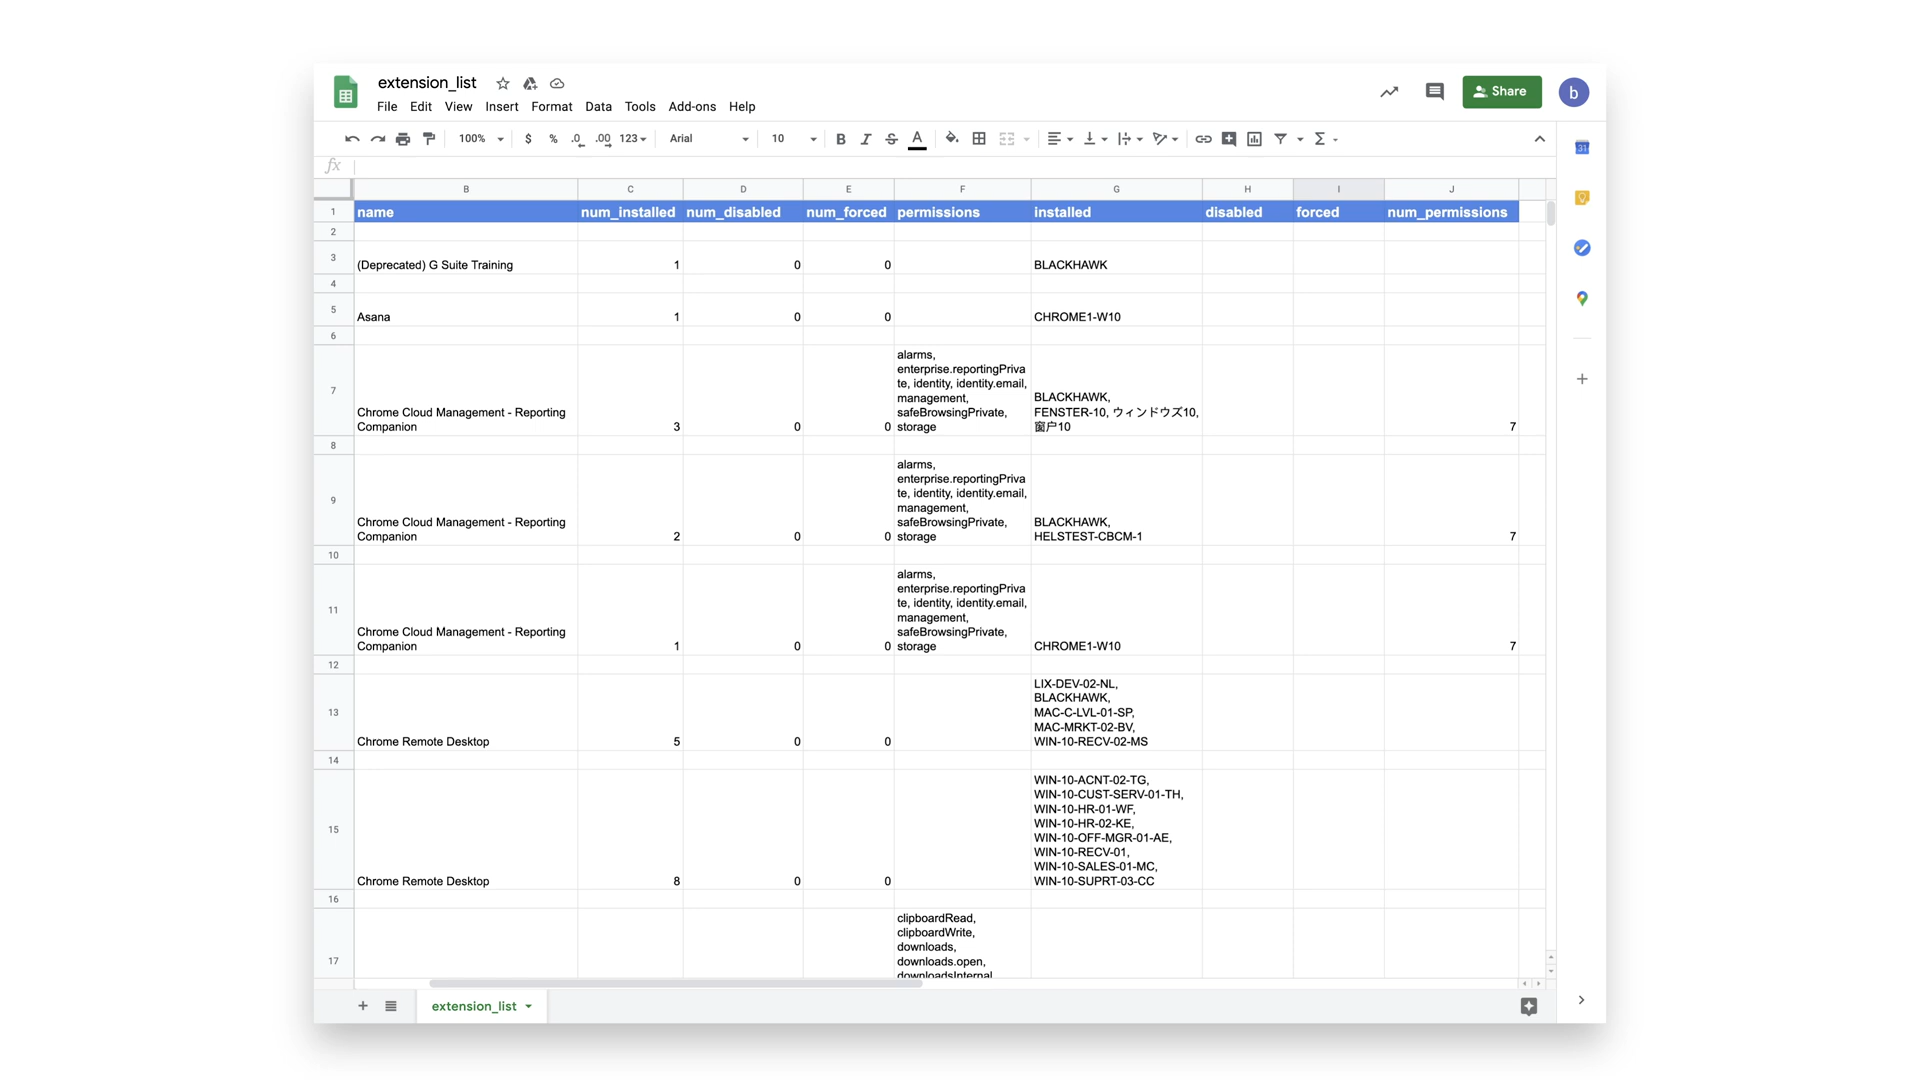 extension_list
File Edit View Insert Format Data Tools Add-ons Help
Share
b
100% $ % .0 .00 123 Arial 10 B I S A Σ
31
fx
B C D E F G H I J
1 name num_installed num_disabled num_forced permissions installed disabled forced num_permissions
2
3 (Deprecated) G Suite Training 1 0 0 BLACKHAWK
4
5 Asana 1 0 0 CHROME1-W10
6
alarms,
enterprise.reportingPriva
te, identity, identity.email,
management, BLACKHAWK,
7 Chrome Cloud Management - Reporting safeBrowsingPrivate, FENSTER-10, ウィンドウズ10,
Companion 3 0 0 storage 窗户10 7
8
alarms,
enterprise.reportingPriva
te, identity, identity.email,
management,
9 Chrome Cloud Management - Reporting safeBrowsingPrivate, BLACKHAWK,
Companion 2 0 0 storage HELSTEST-CBCM-1 7
10
alarms,
enterprise.reportingPriva
te, identity, identity.email,
management,
11 Chrome Cloud Management - Reporting safeBrowsingPrivate,
Companion 1 0 0 storage CHROME1-W10 7
12
LIX-DEV-02-NL,
BLACKHAWK,
13 MAC-C-LVL-01-SP,
MAC-MRKT-02-BV,
Chrome Remote Desktop 5 0 0 WIN-10-RECV-02-MS
14
WIN-10-ACNT-02-TG,
WIN-10-CUST-SERV-01-TH,
WIN-10-HR-01-WF,
15 WIN-10-HR-02-KE,
WIN-10-OFF-MGR-01-AE,
WIN-10-RECV-01,
WIN-10-SALES-01-MC,
Chrome Remote Desktop 8 0 0 WIN-10-SUPRT-03-CC
16
clipboardRead,
clipboardWrite,
downloads,
17 downloads.open,
downloadsInternal
extension_list